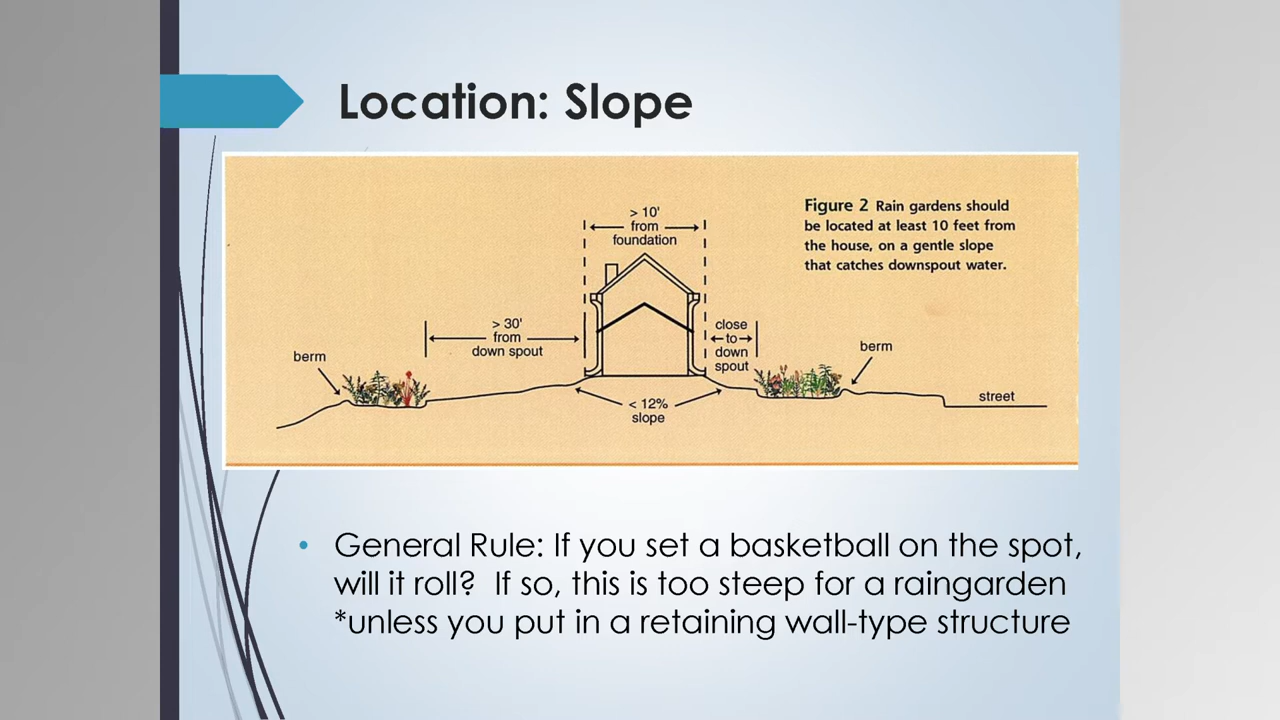 Location: Slope
Figure 2 Rain gardens should
be located at least 10 feet from
the house, on a gentle slope
that catches downspout water.
> 10'
from
foundation
> 30'
from
down spout
close
to
down
spout
berm
berm
< 12%
slope
street
• General Rule: If you set a basketball on the spot,
will it roll?  If so, this is too steep for a raingarden
*unless you put in a retaining wall-type structure